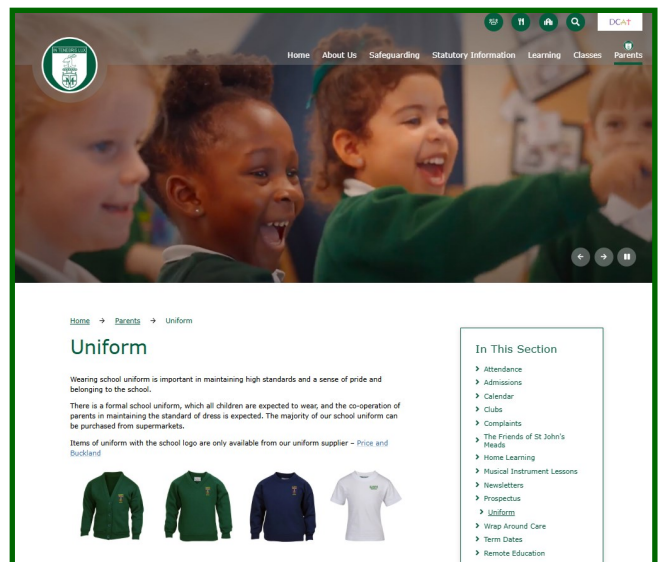 DCAT
IN TENEBRIS LUX
Home About Us Safeguarding Statutory Information Learning Classes Parents
Home → Parents → Uniform
Uniform
Wearing school uniform is important in maintaining high standards and a sense of pride and
belonging to the school.
There is a formal school uniform, which all children are expected to wear, and the co-operation of
parents in maintaining the standard of dress is expected. The majority of our school uniform can
be purchased from supermarkets.
Items of uniform with the school logo are only available from our uniform supplier – Price and
Buckland
In This Section
Attendance
Admissions
Calendar
Clubs
Complaints
The Friends of St John's
Meads
Home Learning
Musical Instrument Lessons
Newsletters
Prospectus
Uniform
Wrap Around Care
Term Dates
Remote Education